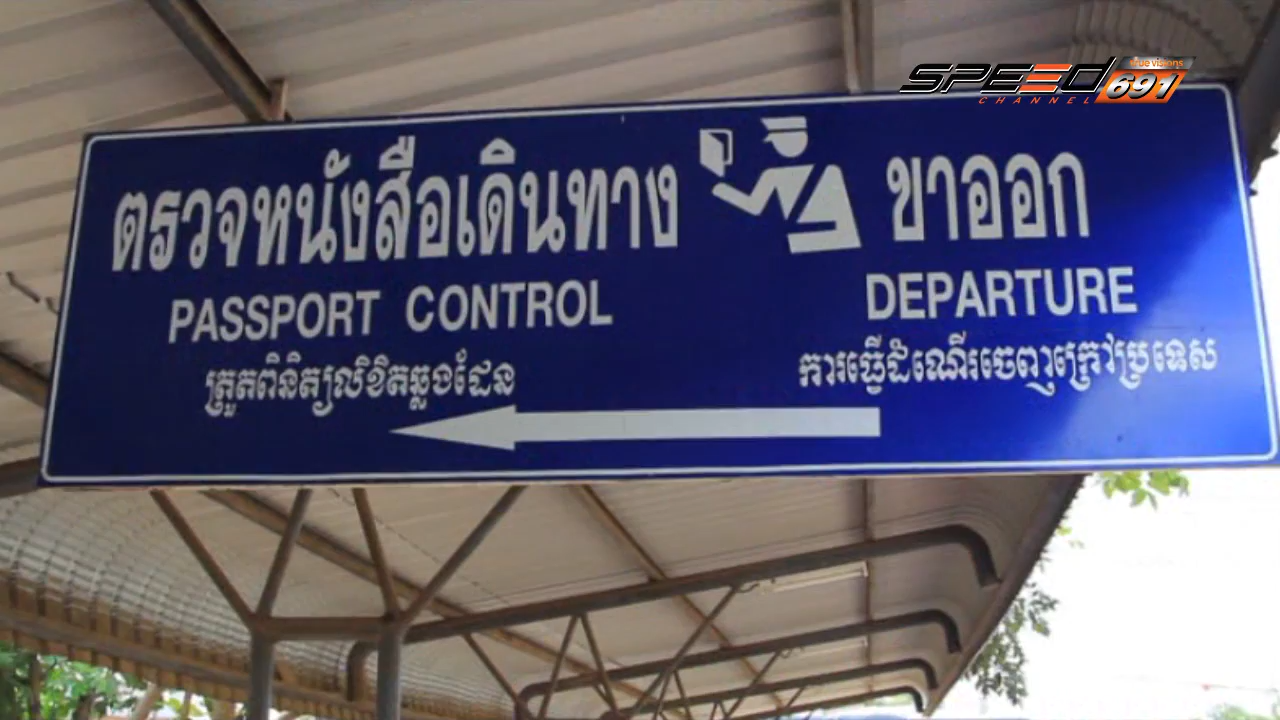 SPEED
true visions
CHANNEL 691
ตรวจหนังสือเดินทาง
PASSPORT CONTROL
ត្រួតពិនិត្យលិខិតឆ្លងដែន
ขาออก
DEPARTURE
ការធ្វើដំណើរចេញក្រៅប្រទេស